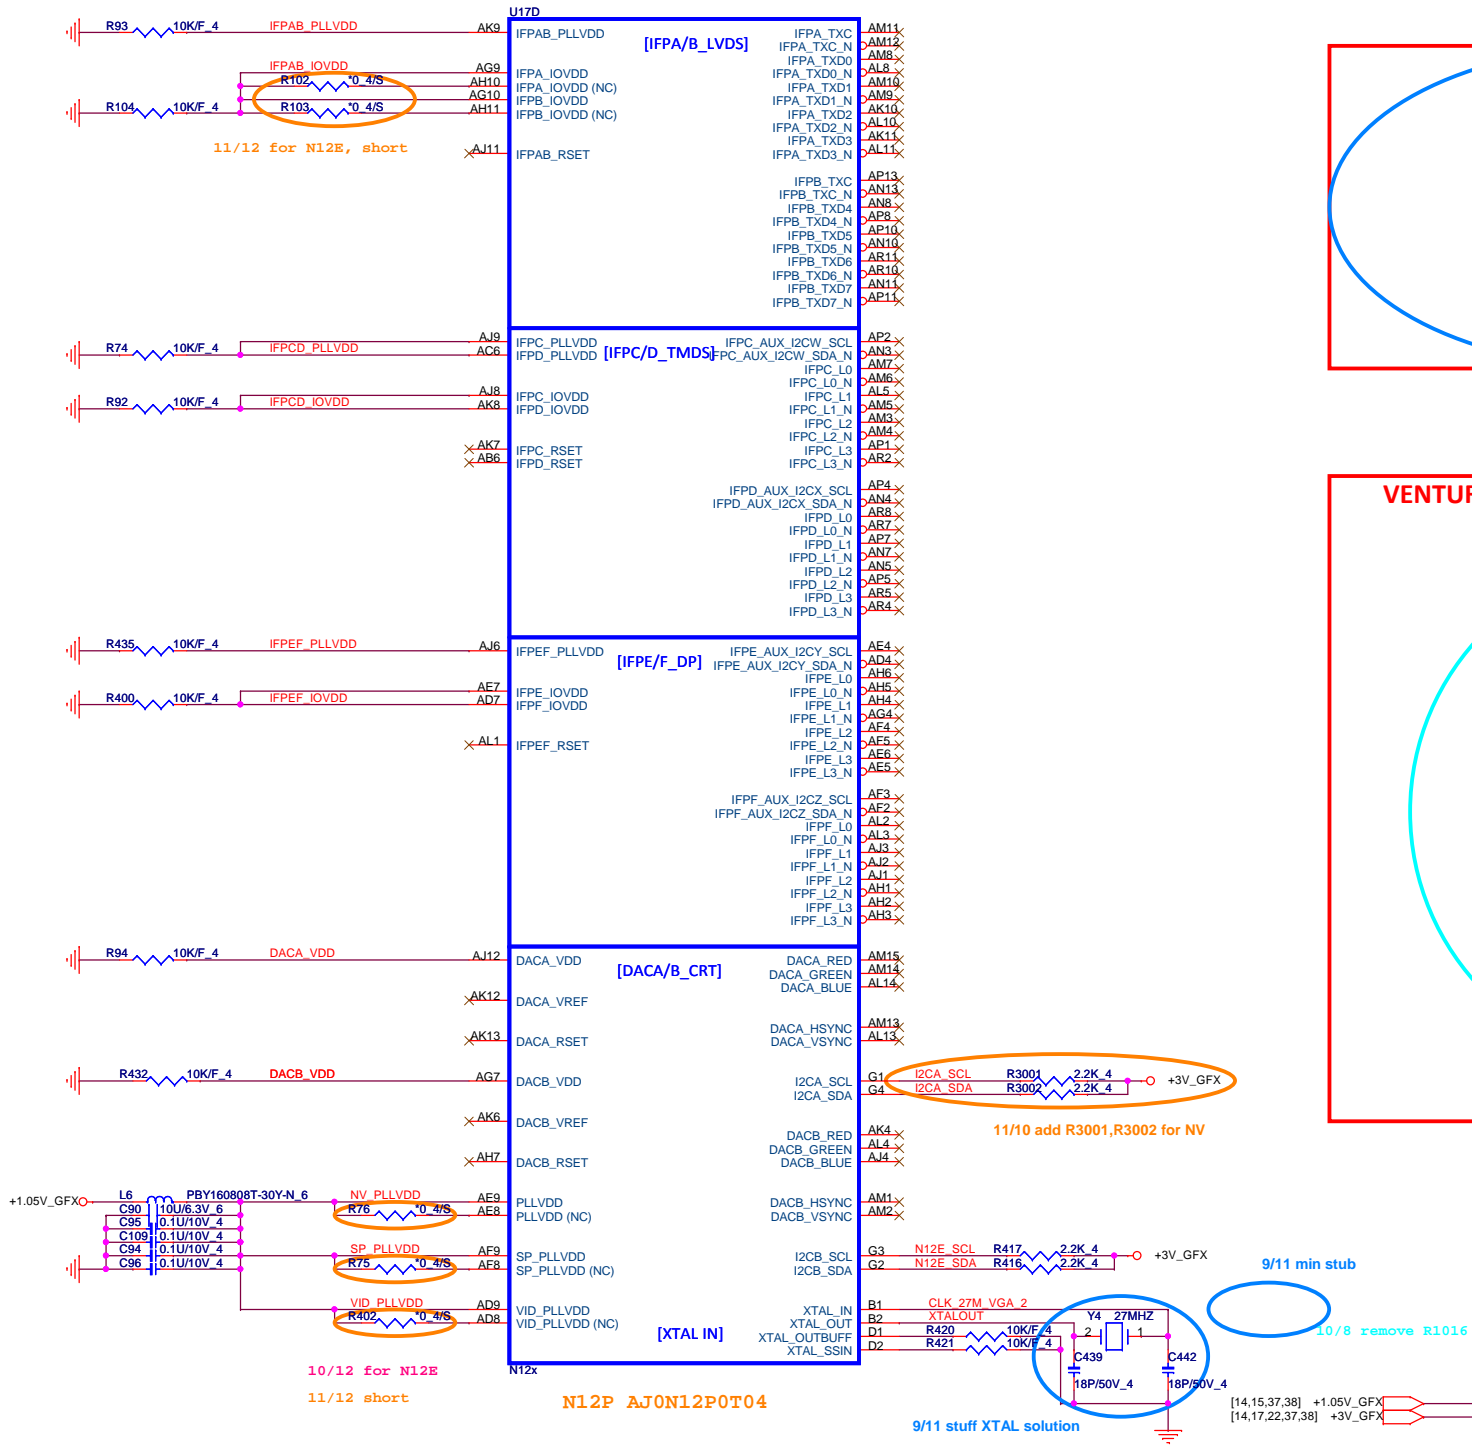 U17D
R93 10K/F_4 IFPAB_PLLVDD AK9 IFPAB_PLLVDD
[IFPA/B_LVDS]
IFPAB_IOVDD AG9 IFPA_IOVDD
R102 *0_4/S AH10 IFPA_IOVDD (NC)
AG10 IFPB_IOVDD
R104 10K/F_4 R103 *0_4/S AH11 IFPB_IOVDD (NC)
11/12 for N12E, short
AJ11 IFPAB_RSET
IFPA_TXC AM11
IFPA_TXC_N AM12
IFPA_TXD0 AM8
IFPA_TXD0_N AL8
IFPA_TXD1 AM10
IFPA_TXD1_N AM9
IFPA_TXD2 AK10
IFPA_TXD2_N AL10
IFPA_TXD3 AK11
IFPA_TXD3_N AL11
IFPB_TXC AP13
IFPB_TXC_N AN13
IFPB_TXD4 AN8
IFPB_TXD4_N AP8
IFPB_TXD5 AP10
IFPB_TXD5_N AN10
IFPB_TXD6 AR11
IFPB_TXD6_N AR10
IFPB_TXD7 AN11
IFPB_TXD7_N AP11
AJ9 IFPC_PLLVDD
R74 10K/F_4 IFPCD_PLLVDD AC6 IFPD_PLLVDD
[IFPC/D_TMDS]
AJ8 IFPC_IOVDD
R92 10K/F_4 IFPCD_IOVDD AK8 IFPD_IOVDD
AK7 IFPC_RSET
AB6 IFPD_RSET
IFPC_AUX_I2CW_SCL AP2
IFPC_AUX_I2CW_SDA_N AN3
IFPC_L0 AM7
IFPC_L0_N AM6
IFPC_L1 AL5
IFPC_L1_N AM5
IFPC_L2 AM3
IFPC_L2_N AM4
IFPC_L3 AP1
IFPC_L3_N AR2
IFPD_AUX_I2CX_SCL AP4
IFPD_AUX_I2CX_SDA_N AN4
IFPD_L0 AR8
IFPD_L0_N AR7
IFPD_L1 AP7
IFPD_L1_N AN7
IFPD_L2 AN5
IFPD_L2_N AP5
IFPD_L3 AR5
IFPD_L3_N AR4
R435 10K/F_4 IFPEF_PLLVDD AJ6 IFPEF_PLLVDD
[IFPE/F_DP]
AE7 IFPE_IOVDD
R400 10K/F_4 IFPEF_IOVDD AD7 IFPF_IOVDD
AL1 IFPEF_RSET
IFPE_AUX_I2CY_SCL AE4
IFPE_AUX_I2CY_SDA_N AD4
IFPE_L0 AH6
IFPE_L0_N AH5
IFPE_L1 AH4
IFPE_L1_N AG4
IFPE_L2 AF4
IFPE_L2_N AF5
IFPE_L3 AE6
IFPE_L3_N AE5
IFPF_AUX_I2CZ_SCL AF3
IFPF_AUX_I2CZ_SDA_N AF2
IFPF_L0 AL2
IFPF_L0_N AL3
IFPF_L1 AJ3
IFPF_L1_N AJ2
IFPF_L2 AJ1
IFPF_L2_N AH1
IFPF_L3 AH2
IFPF_L3_N AH3
R94 10K/F_4 DACA_VDD AJ12 DACA_VDD
[DACA/B_CRT]
AK12 DACA_VREF
AK13 DACA_RSET
R432 10K/F_4 DACB_VDD AG7 DACB_VDD
AK6 DACB_VREF
AH7 DACB_RSET
DACA_RED AM15
DACA_GREEN AM14
DACA_BLUE AL14
DACA_HSYNC AM13
DACA_VSYNC AL13
I2CA_SCL G1 I2CA_SCL R3001 2.2K_4 +3V_GFX
I2CA_SDA G4 I2CA_SDA R3002 2.2K_4
11/10 add R3001,R3002 for NV
DACB_RED AK4
DACB_GREEN AL4
DACB_BLUE AJ4
DACB_HSYNC AM1
DACB_VSYNC AM2
+1.05V_GFX L6 PBY160808T-30Y-N_6 NV_PLLVDD AE9 PLLVDD
C90 10U/6.3V_6 R76 *0_4/S AE8 PLLVDD (NC)
C95 0.1U/10V_4
C109 0.1U/10V_4
C94 0.1U/10V_4 SP_PLLVDD AF9 SP_PLLVDD
C96 0.1U/10V_4 R75 *0_4/S AF8 SP_PLLVDD (NC)
VID_PLLVDD AD9 VID_PLLVDD
R402 *0_4/S AD8 VID_PLLVDD (NC)
10/12 for N12E
11/12 short
I2CB_SCL G3 N12E_SCL R417 2.2K_4 +3V_GFX
I2CB_SDA G2 N12E_SDA R416 2.2K_4
[XTAL IN]
XTAL_IN B1 CLK_27M_VGA_2
XTAL_OUT B2 XTALOUT
XTAL_OUTBUFF D1 R420 10K/F_4
XTAL_SSIN D2 R421 10K/F_4
Y4 27MHZ
2 1
C439 C442
18P/50V_4 18P/50V_4
N12x
N12P AJ0N12P0T04
9/11 stuff XTAL solution
9/11 min stub
10/8 remove R1016
[14,15,37,38] +1.05V_GFX
[14,17,22,37,38] +3V_GFX